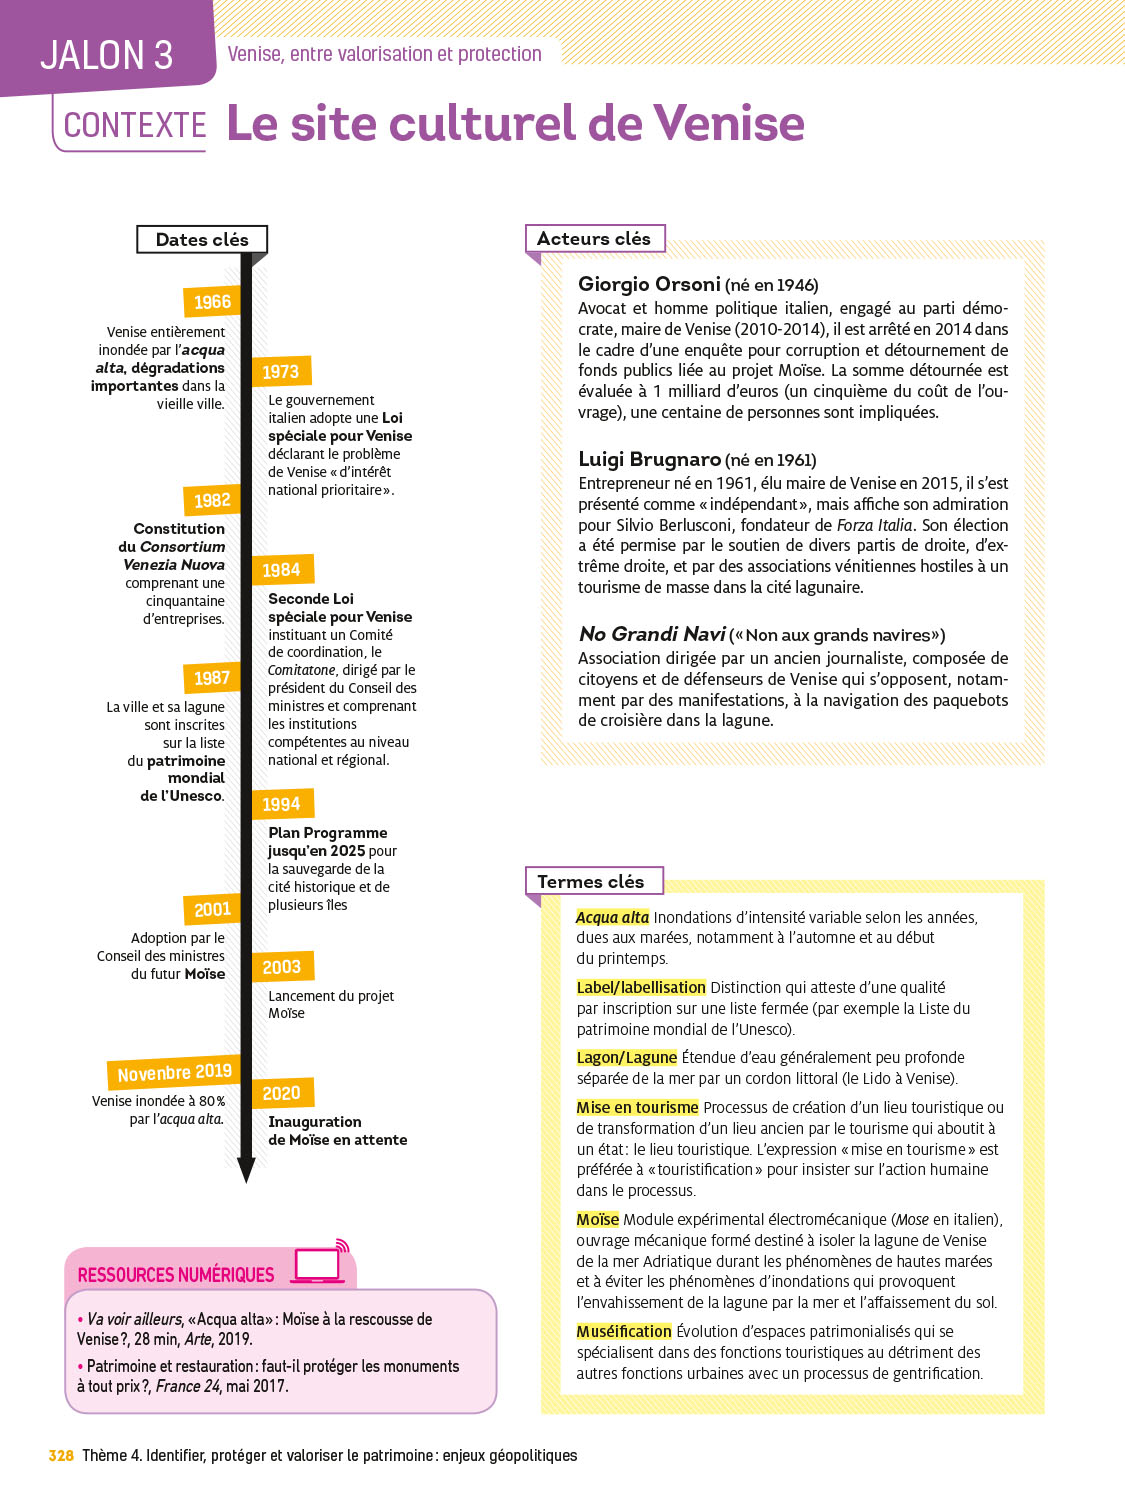 JALON 3
Venise, entre valorisation et protection
CONTEXTE Le site culturel de Venise
Dates clés
1966
Venise entièrement
inondée par l’acqua
alta, dégradations
importantes dans la
vieille ville.
1973
Le gouvernement
italien adopte une Loi
spéciale pour Venise
déclarant le problème
de Venise « d’intérêt
national prioritaire ».
1982
Constitution
du Consortium
Venezia Nuova
comprenant une
cinquantaine
d’entreprises.
1984
Seconde Loi
spéciale pour Venise
instituant un Comité
de coordination, le
Comitatone, dirigé par le
président du Conseil des
ministres et comprenant
les institutions
compétentes au niveau
national et régional.
1987
La ville et sa lagune
sont inscrites
sur la liste
du patrimoine
mondial
de l’Unesco.
1994
Plan Programme
jusqu’en 2025 pour
la sauvegarde de la
cité historique et de
plusieurs îles
2001
Adoption par le
Conseil des ministres
du futur Moïse
2003
Lancement du projet
Moïse
Novenbre 2019
Venise inondée à 80 %
par l’acqua alta.
2020
Inauguration
de Moïse en attente
RESSOURCES NUMÉRIQUES
• Va voir ailleurs, « Acqua alta » : Moïse à la rescousse de
Venise ?, 28 min, Arte, 2019.
• Patrimoine et restauration : faut-il protéger les monuments
à tout prix ?, France 24, mai 2017.
Acteurs clés
Giorgio Orsoni (né en 1946)
Avocat et homme politique italien, engagé au parti démo-
crate, maire de Venise (2010-2014), il est arrêté en 2014 dans
le cadre d’une enquête pour corruption et détournement de
fonds publics liée au projet Moïse. La somme détournée est
évaluée à 1 milliard d’euros (un cinquième du coût de l’ou-
vrage), une centaine de personnes sont impliquées.
Luigi Brugnaro (né en 1961)
Entrepreneur né en 1961, élu maire de Venise en 2015, il s’est
présenté comme « indépendant », mais affiche son admiration
pour Silvio Berlusconi, fondateur de Forza Italia. Son élection
a été permise par le soutien de divers partis de droite, d’ex-
trême droite, et par des associations vénitiennes hostiles à un
tourisme de masse dans la cité lagunaire.
No Grandi Navi (« Non aux grands navires »)
Association dirigée par un ancien journaliste, composée de
citoyens et de défenseurs de Venise qui s’opposent, notam-
ment par des manifestations, à la navigation des paquebots
de croisière dans la lagune.
Termes clés
Acqua alta Inondations d’intensité variable selon les années,
dues aux marées, notamment à l’automne et au début
du printemps.
Label/labellisation Distinction qui atteste d’une qualité
par inscription sur une liste fermée (par exemple la Liste du
patrimoine mondial de l’Unesco).
Lagon/Lagune Étendue d’eau généralement peu profonde
séparée de la mer par un cordon littoral (le Lido à Venise).
Mise en tourisme Processus de création d’un lieu touristique ou
de transformation d’un lieu ancien par le tourisme qui aboutit à
un état : le lieu touristique. L’expression « mise en tourisme » est
préférée à « touristification » pour insister sur l’action humaine
dans le processus.
Moïse Module expérimental électromécanique (Mose en italien),
ouvrage mécanique formé destiné à isoler la lagune de Venise
de la mer Adriatique durant les phénomènes de hautes marées
et à éviter les phénomènes d’inondations qui provoquent
l’envahissement de la lagune par la mer et l’affaissement du sol.
Muséification Évolution d’espaces patrimonialisés qui se
spécialisent dans des fonctions touristiques au détriment des
autres fonctions urbaines avec un processus de gentrification.
328 Thème 4. Identifier, protéger et valoriser le patrimoine : enjeux géopolitiques